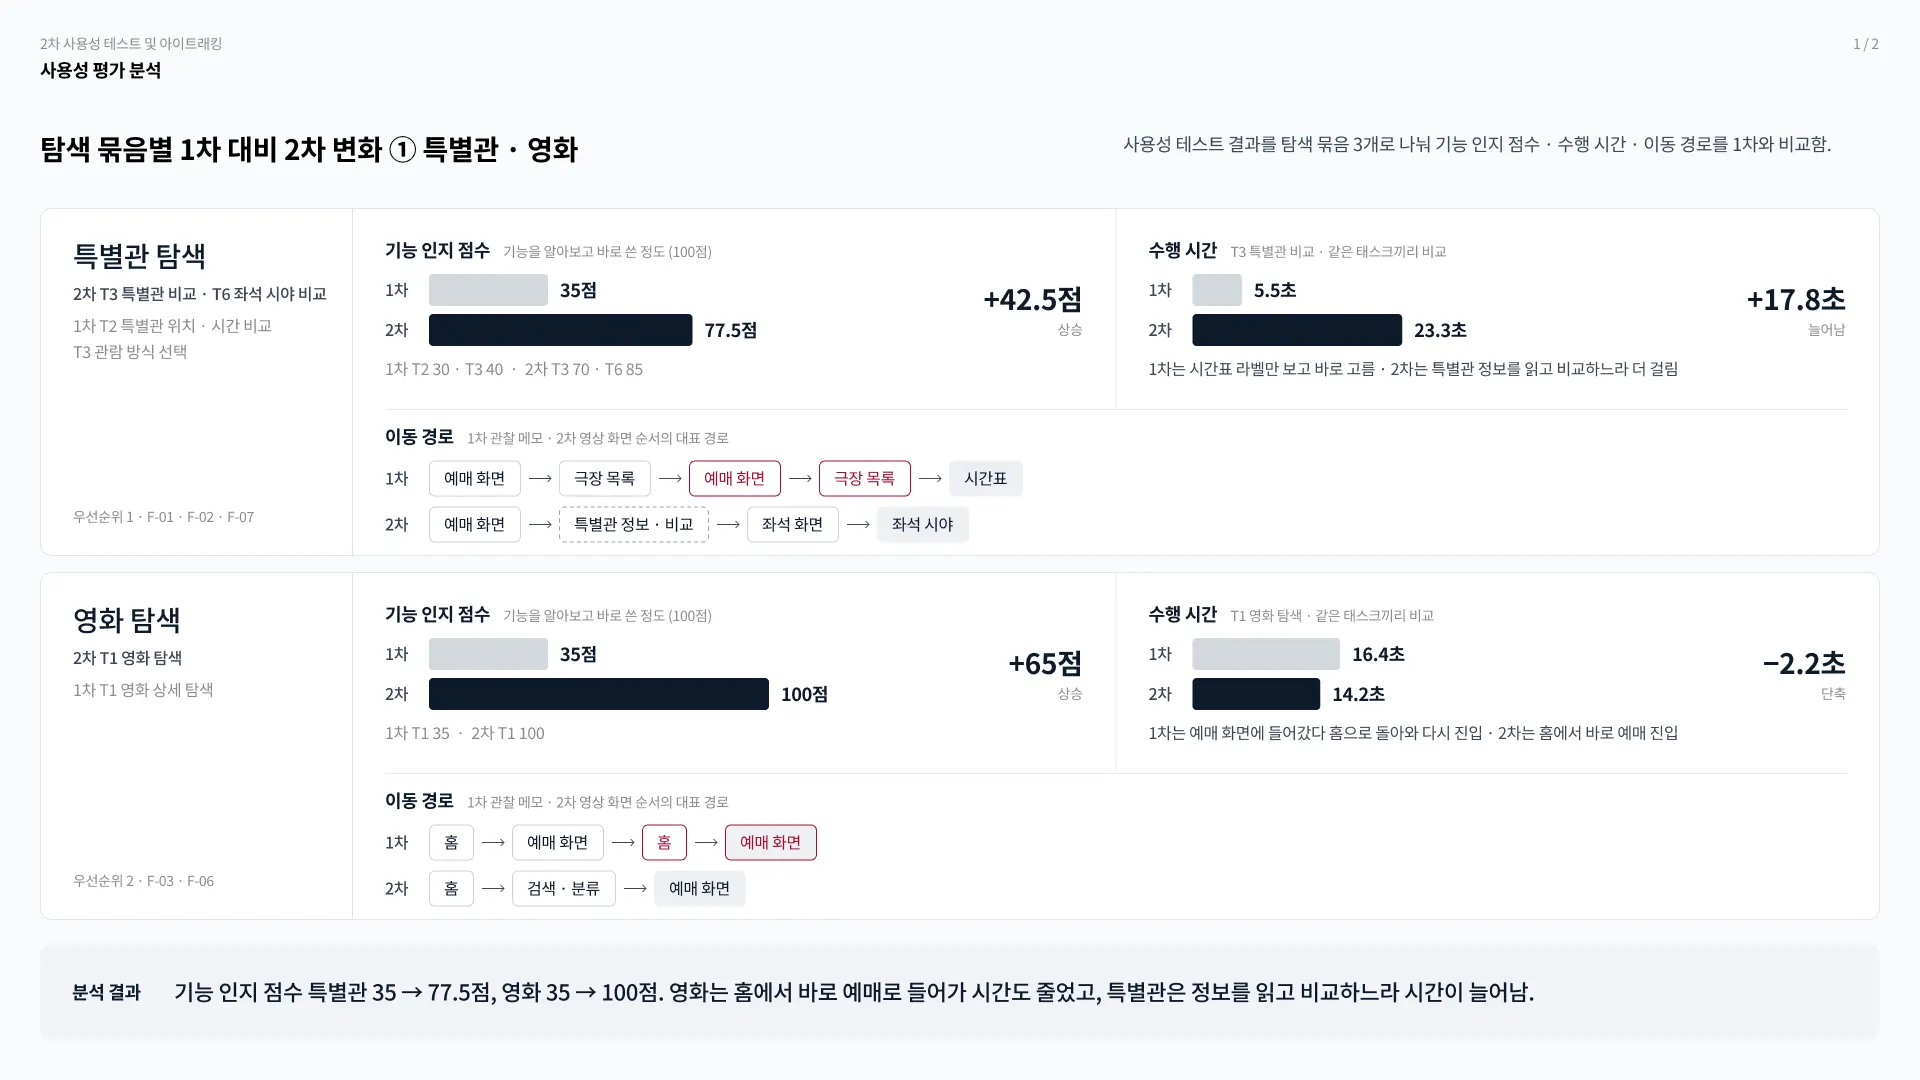 2차 사용성 테스트 및 아이트래킹
사용성 평가 분석
1 / 2
탐색 묶음별 1차 대비 2차 변화 ① 특별관 · 영화
사용성 테스트 결과를 탐색 묶음 3개로 나눠 기능 인지 점수 · 수행 시간 · 이동 경로를 1차와 비교함.
특별관 탐색
2차 T3 특별관 비교 · T6 좌석 시야 비교
1차 T2 특별관 위치 · 시간 비교
T3 관람 방식 선택
우선순위 1 · F-01 · F-02 · F-07
기능 인지 점수 기능을 알아보고 바로 쓴 정도 (100점)
1차 35점
2차 77.5점
+42.5점
상승
1차 T2 30 · T3 40 · 2차 T3 70 · T6 85
수행 시간 T3 특별관 비교 · 같은 태스크끼리 비교
1차 5.5초
2차 23.3초
+17.8초
늘어남
1차는 시간표 라벨만 보고 바로 고름 · 2차는 특별관 정보를 읽고 비교하느라 더 걸림
이동 경로 1차 관찰 메모 · 2차 영상 화면 순서의 대표 경로
1차 예매 화면 → 극장 목록 → 예매 화면 → 극장 목록 → 시간표
2차 예매 화면 → 특별관 정보 · 비교 → 좌석 화면 → 좌석 시야
영화 탐색
2차 T1 영화 탐색
1차 T1 영화 상세 탐색
우선순위 2 · F-03 · F-06
기능 인지 점수 기능을 알아보고 바로 쓴 정도 (100점)
1차 35점
2차 100점
+65점
상승
1차 T1 35 · 2차 T1 100
수행 시간 T1 영화 탐색 · 같은 태스크끼리 비교
1차 16.4초
2차 14.2초
−2.2초
단축
1차는 예매 화면에 들어갔다 홈으로 돌아와 다시 진입 · 2차는 홈에서 바로 예매 진입
이동 경로 1차 관찰 메모 · 2차 영상 화면 순서의 대표 경로
1차 홈 → 예매 화면 → 홈 → 예매 화면
2차 홈 → 검색 · 분류 → 예매 화면
분석 결과 기능 인지 점수 특별관 35 → 77.5점, 영화 35 → 100점. 영화는 홈에서 바로 예매로 들어가 시간도 줄었고, 특별관은 정보를 읽고 비교하느라 시간이 늘어남.